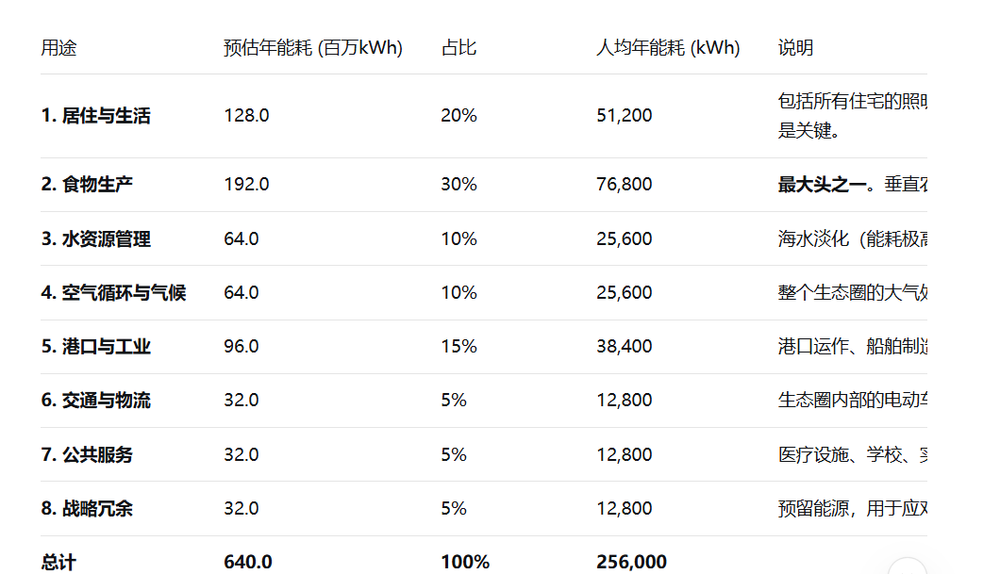 用途 预估年能耗 (百万kWh) 占比 人均年能耗 (kWh) 说明
1. 居住与生活 128.0 20% 51,200 包括所有住宅的照明
是关键。
2. 食物生产 192.0 30% 76,800 最大头之一。垂直农
3. 水资源管理 64.0 10% 25,600 海水淡化（能耗极高
4. 空气循环与气候 64.0 10% 25,600 整个生态圈的大气处
5. 港口与工业 96.0 15% 38,400 港口运作、船舶制造
6. 交通与物流 32.0 5% 12,800 生态圈内部的电动车
7. 公共服务 32.0 5% 12,800 医疗设施、学校、
8. 战略冗余 32.0 5% 12,800 预留能源，用于应对
总计 640.0 100% 256,000